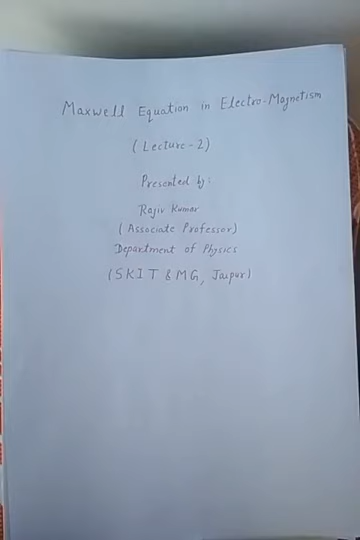 Maxwell Equation in Electro-Magnetism
(Lecture-2)
Presented by:
Rajiv Kumar
(Associate Professor)
Department of Physics
(SKIT & MG, Jaipur)